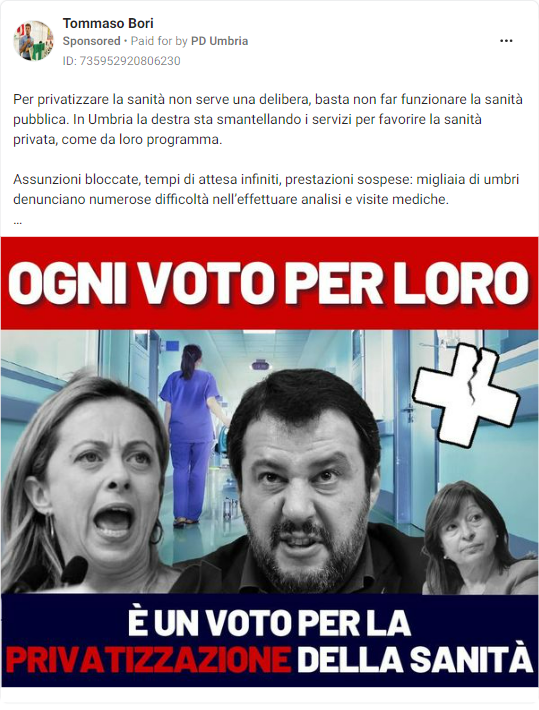 Tommaso Bori
Sponsored • Paid for by PD Umbria
ID: 735952920806230
Per privatizzare la sanità non serve una delibera, basta non far funzionare la sanità
pubblica. In Umbria la destra sta smantellando i servizi per favorire la sanità
privata, come da loro programma.
Assunzioni bloccate, tempi di attesa infiniti, prestazioni sospese: migliaia di umbri
denunciano numerose difficoltà nell'effettuare analisi e visite mediche.
...
OGNI VOTO PER LORO
È UN VOTO PER LA
PRIVATIZZAZIONE DELLA SANITÀ